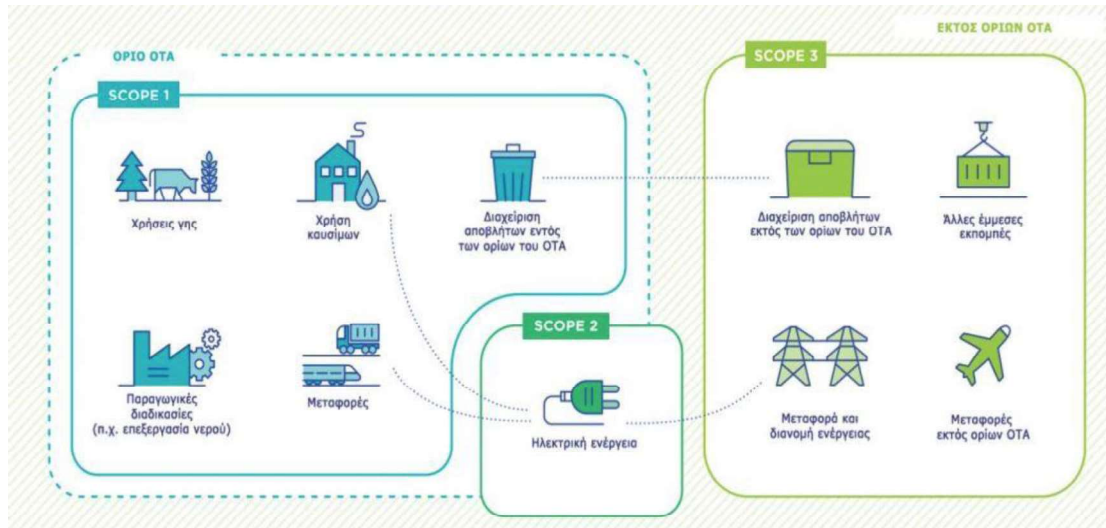 ΕΚΤΟΣ ΟΡΙΩΝ ΟΤΑ
ΟΡΙΟ ΟΤΑ
SCOPE 1
Χρήσεις γης
Χρήση
καυσίμων
Διαχείριση
αποβλήτων εντός
των ορίων του ΟΤΑ
Παραγωγικές
διαδικασίες
(π.χ. επεξεργασία νερού)
Μεταφορές
SCOPE 2
Ηλεκτρική ενέργεια
SCOPE 3
Διαχείριση αποβλήτων
εκτός των ορίων του ΟΤΑ
Άλλες έμμεσες
εκπομπές
Μεταφορά και
διανομή ενέργειας
Μεταφορές
εκτός ορίων ΟΤΑ